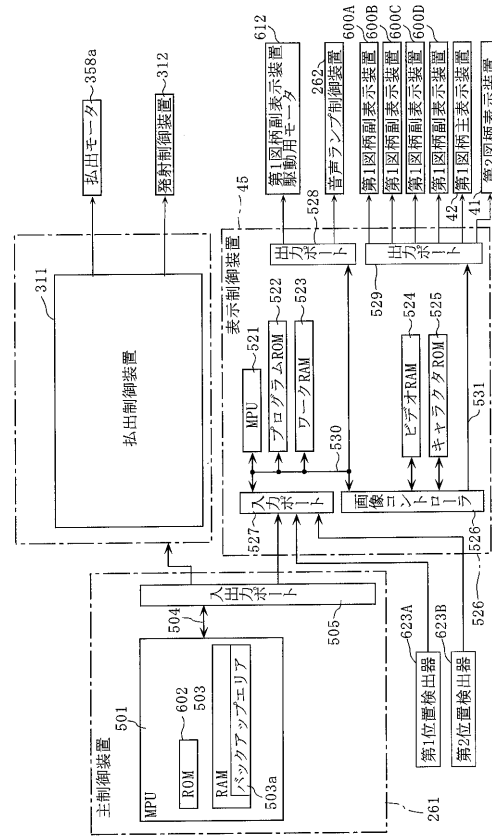 主制御装置
MPU
501
ROM
602
503
RAM
バックアップエリア
503a
504
入出力ポート
505
261
311
払出制御装置
払出モータ
358a
発射制御装置
312
表示制御装置
45
MPU
521
プログラムROM
522
ワークRAM
523
530
入力ポート
527
画像コントローラ
526
526
ビデオRAM
524
キャラクタROM
525
531
出力ポート
528
出力ポート
529
第1位置検出器
623A
第2位置検出器
623B
第1図柄副表示装置
駆動用モータ
612
音声ランプ制御装置
262
第1図柄副表示装置
600A
第1図柄副表示装置
600B
第1図柄副表示装置
600C
第1図柄副表示装置
600D
第1図柄主表示装置
42
第2図柄表示装置
41